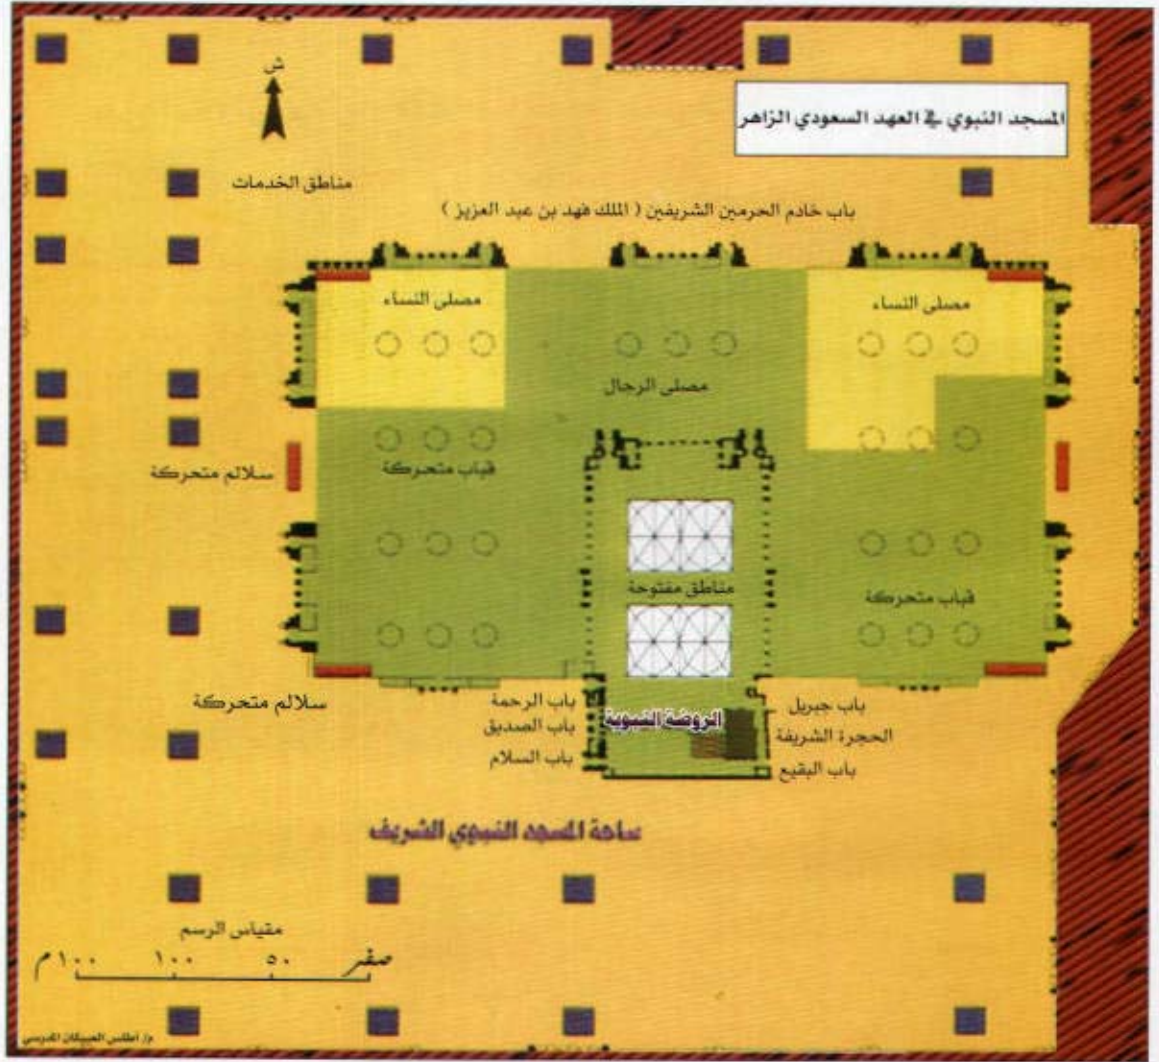 ش
المسجد النبوي في العهد السعودي الزاهر
مناطق الخدمات
باب خادم الحرمين الشريفين ( الملك فهد بن عبد العزيز )
مصلى النساء
مصلى النساء
مصلى الرجال
سلالم متحركة
قباب متحركة
مناطق مفتوحة
قباب متحركة
سلالم متحركة
باب الرحمة
باب جبريل
الروضة النبوية
باب الصديق
الحجرة الشريفة
باب السلام
باب البقيع
ساحة المسجد النبوي الشريف
مقياس الرسم
صفر ٥٠ ١٠٠ ١٠٠م
م/ أطلس العبيكان المدرسي